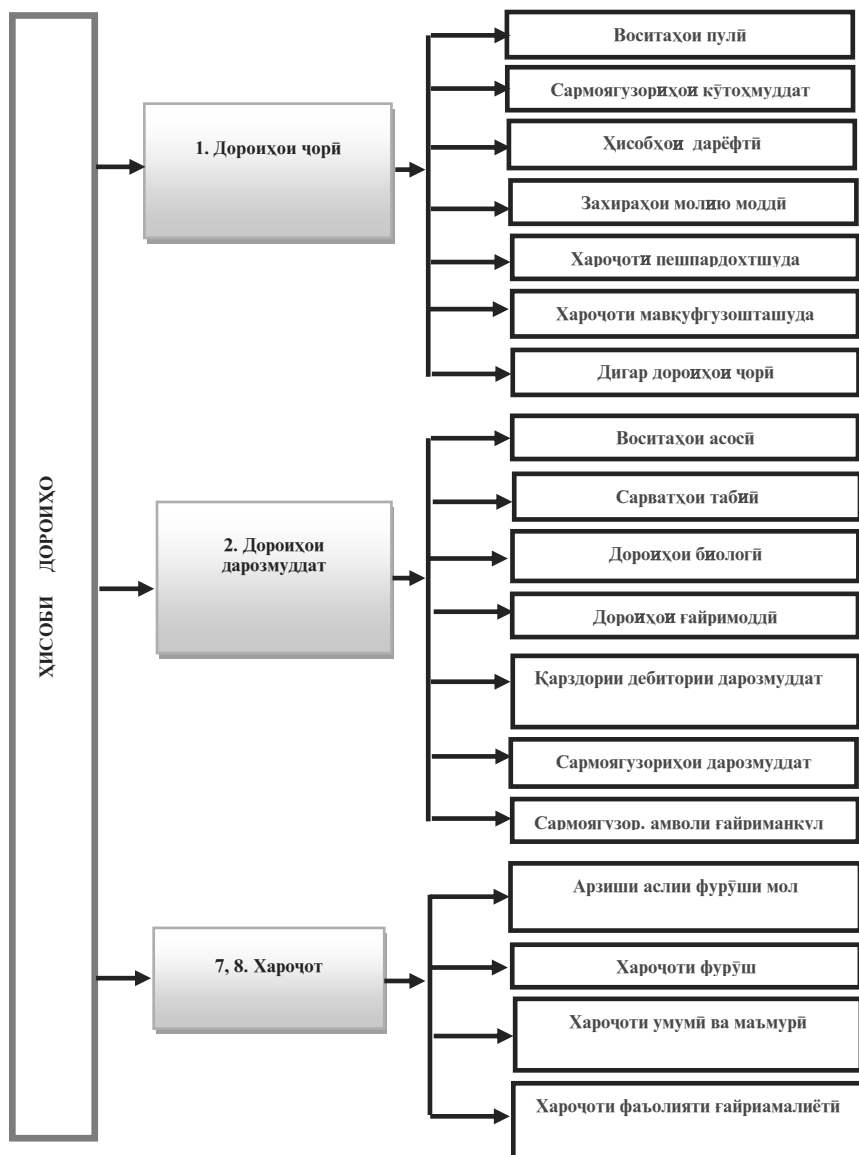 ҲИСОБИ ДОРОИҲО
1. Дороиҳои ҷорӣ
Воситаҳои пулӣ
Сармоягузориҳои кӯтоҳмуддат
Ҳисобҳои дарёфтӣ
Захираҳои молию моддӣ
Хароҷоти пешпардохтшуда
Хароҷоти мавқуфгузошташуда
Дигар дороиҳои ҷорӣ
2. Дороиҳои
дарозмуддат
Воситаҳои асосӣ
Сарватҳои табиӣ
Дороиҳои биологӣ
Дороиҳои ғайримоддӣ
Қарздории дебитории дарозмуддат
Сармоягузориҳои дарозмуддат
Сармоягузор. амволи ғайриманқул
7, 8. Хароҷот
Арзиши аслии фурӯши мол
Хароҷоти фурӯш
Хароҷоти умумӣ ва маъмурӣ
Хароҷоти фаъолияти ғайриамалиётӣ